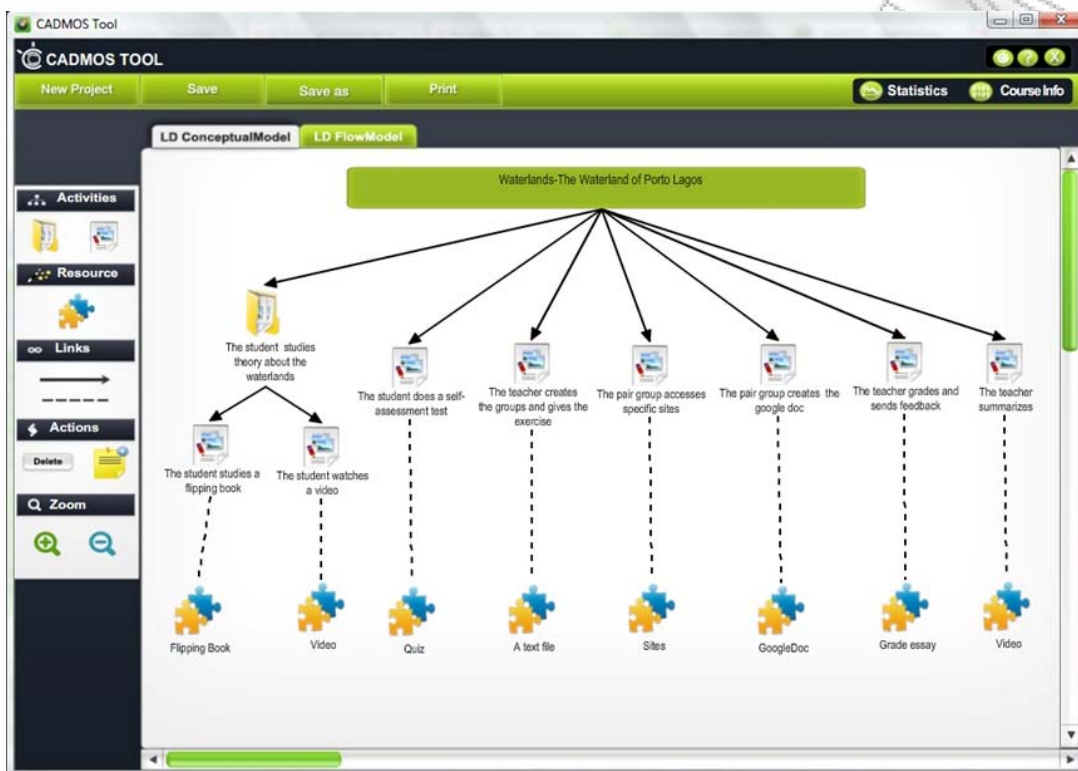 CADMOS Tool
CADMOS TOOL
New Project
Save
Save as
Print
Statistics
Course Info
LD ConceptualModel
LD FlowModel
Activities
Resource
Links
Actions
Delete
Zoom
Waterlands-The Waterland of Porto Lagos
The student studies
theory about the
waterlands
The student does a self-
assessment test
The teacher creates
the groups and gives the
exercise
The pair group accesses
specific sites
The pair group creates the
google doc
The teacher grades and
sends feedback
The teacher
summarizes
The student studies a
flipping book
The student watches
a video
Flipping Book
Video
Quiz
A text file
Sites
GoogleDoc
Grade essay
Video